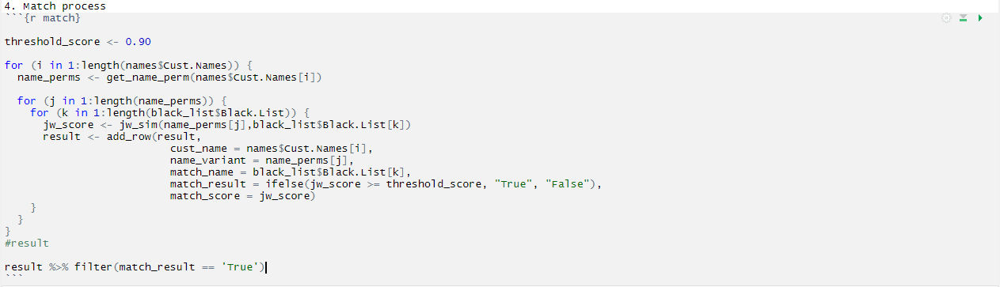 4. Match process
```{r match}
threshold_score <- 0.90
for (i in 1:length(names$Cust.Names)) {
  name_perms <- get_name_perm(names$Cust.Names[i])
  for (j in 1:length(name_perms)) {
    for (k in 1:length(black_list$Black.List)) {
      jw_score <- jw_sim(name_perms[j],black_list$Black.List[k])
      result <- add_row(result,
                          cust_name = names$Cust.Names[i],
                          name_variant = name_perms[j],
                          match_name = black_list$Black.List[k],
                          match_result = ifelse(jw_score >= threshold_score, "True", "False"),
                          match_score = jw_score)
    }
  }
}
#result
result %>% filter(match_result == 'True')
```